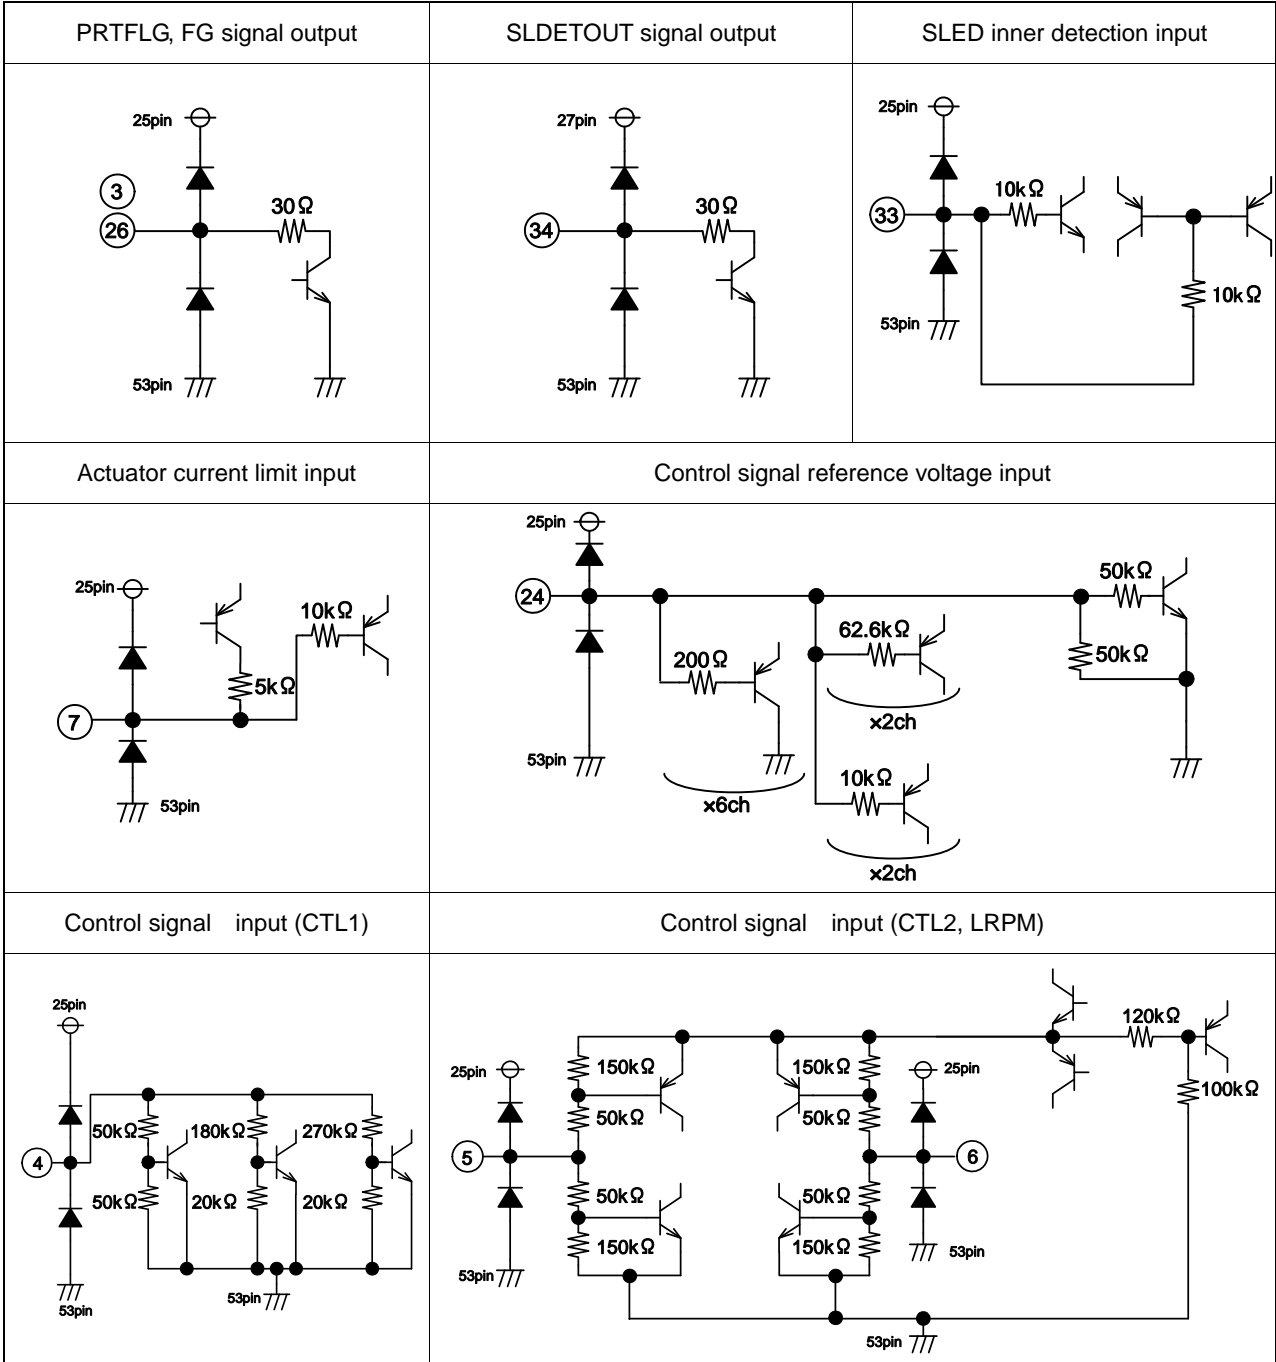 PRTFLG, FG signal output
SLDETOUT signal output
SLED inner detection input
25pin
3
26
30Ω
53pin
27pin
34
30Ω
53pin
25pin
33
10kΩ
10kΩ
53pin
Actuator current limit input
Control signal reference voltage input
25pin
10kΩ
5kΩ
7
53pin
25pin
24
50kΩ
62.6kΩ
200Ω
50kΩ
×2ch
53pin
10kΩ
×6ch
×2ch
Control signal input (CTL1)
Control signal input (CTL2, LRPM)
25pin
50kΩ
180kΩ
270kΩ
4
50kΩ
20kΩ
20kΩ
53pin
53pin
120kΩ
25pin
150kΩ
150kΩ
25pin
100kΩ
50kΩ
50kΩ
5
6
50kΩ
50kΩ
150kΩ
150kΩ
53pin
53pin
53pin